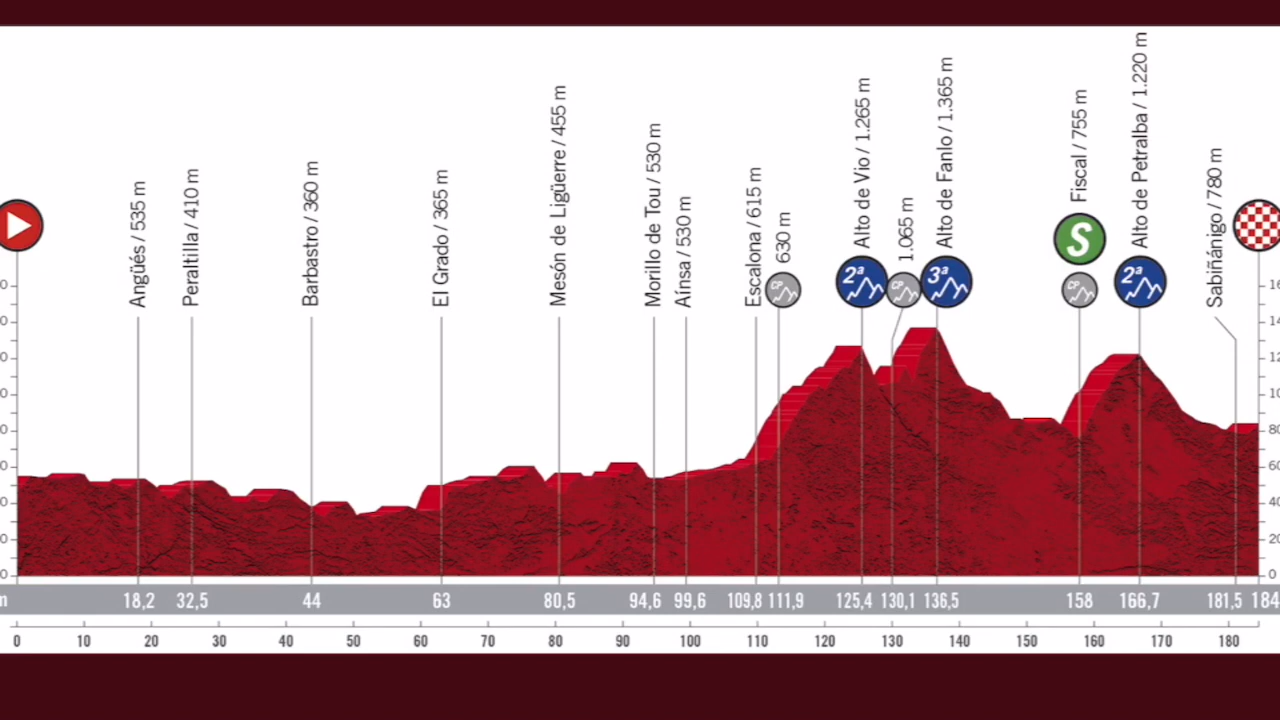 Angüés / 535 m
Peraltilla / 410 m
Barbastro / 360 m
El Grado / 365 m
Mesón de Ligüerre / 455 m
Morillo de Tou / 530 m
Aínsa / 530 m
Escalona / 615 m
630 m
CP
Alto de Vio / 1.265 m
2ª
1.065 m
CP
Alto de Fanlo / 1.365 m
3ª
Fiscal / 755 m
S
CP
Alto de Petralba / 1.220 m
2ª
Sabiñánigo / 780 m
18,2 32,5 44 63 80,5 94,6 99,6 109,8 111,9 125,4 130,1 136,5 158 166,7 181,5 184
0 10 20 30 40 50 60 70 80 90 100 110 120 130 140 150 160 170 180